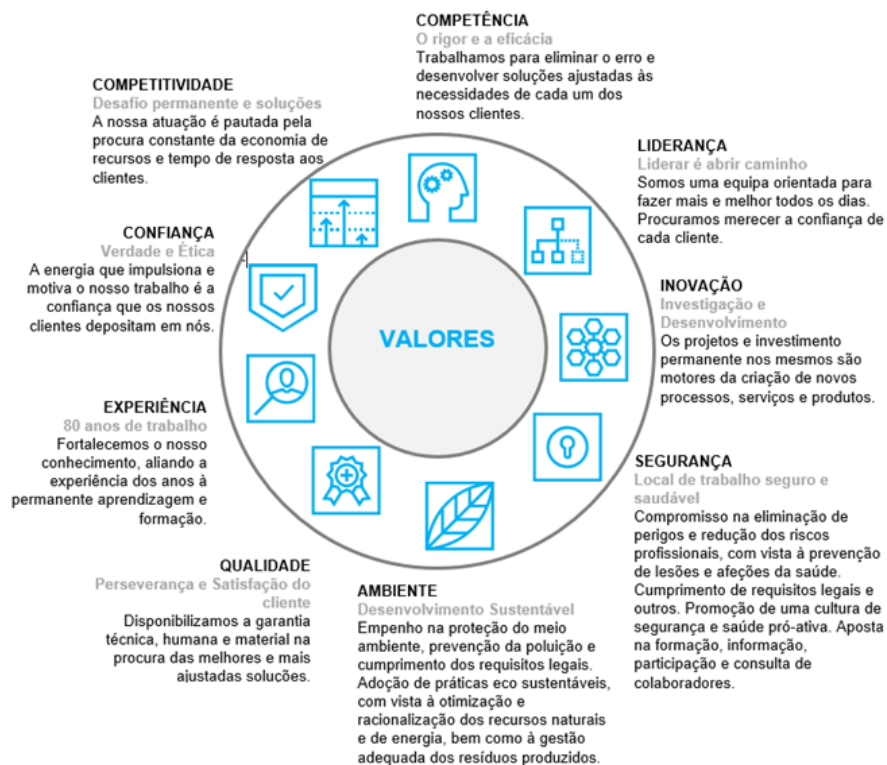 COMPETÊNCIA
O rigor e a eficácia
Trabalhamos para eliminar o erro e
desenvolver soluções ajustadas às
necessidades de cada um dos
nossos clientes.
COMPETITIVIDADE
Desafio permanente e soluções
A nossa atuação é pautada pela
procura constante da economia de
recursos e tempo de resposta aos
clientes.
LIDERANÇA
Liderar é abrir caminho
Somos uma equipa orientada para
fazer mais e melhor todos os dias.
Procuramos merecer a confiança de
cada cliente.
CONFIANÇA
Verdade e Ética
A energia que impulsiona e
motiva o nosso trabalho é a
confiança que os nossos
clientes depositam em nós.
INOVAÇÃO
Investigação e
Desenvolvimento
Os projetos e investimento
permanente nos mesmos são
motores da criação de novos
processos, serviços e produtos.
VALORES
EXPERIÊNCIA
80 anos de trabalho
Fortalecemos o nosso
conhecimento, aliando a
experiência dos anos à
permanente aprendizagem e
formação.
SEGURANÇA
Local de trabalho seguro e
saudável
Compromisso na eliminação de
perigos e redução dos riscos
profissionais, com vista à prevenção
de lesões e afeções da saúde.
Cumprimento de requisitos legais e
outros. Promoção de uma cultura de
segurança e saúde pró-ativa. Aposta
na formação, informação,
participação e consulta de
colaboradores.
QUALIDADE
Perseverança e Satisfação do
cliente
Disponibilizamos a garantia
técnica, humana e material na
procura das melhores e mais
ajustadas soluções.
AMBIENTE
Desenvolvimento Sustentável
Empenho na proteção do meio
ambiente, prevenção da poluição e
cumprimento dos requisitos legais.
Adoção de práticas eco sustentáveis,
com vista à otimização e
racionalização dos recursos naturais
e de energia, bem como à gestão
adequada dos resíduos produzidos.